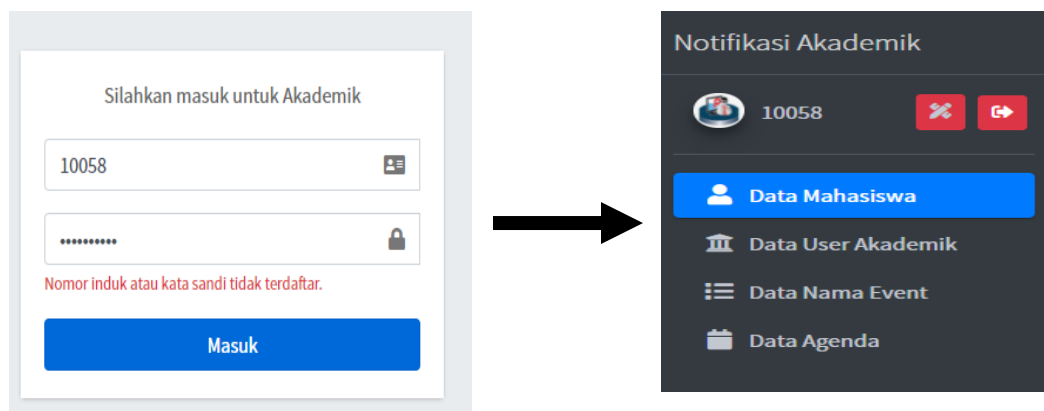 Silahkan masuk untuk Akademik
10058
••••••••••
Nomor induk atau kata sandi tidak terdaftar.
Masuk
Notifikasi Akademik
10058
Data Mahasiswa
Data User Akademik
Data Nama Event
Data Agenda